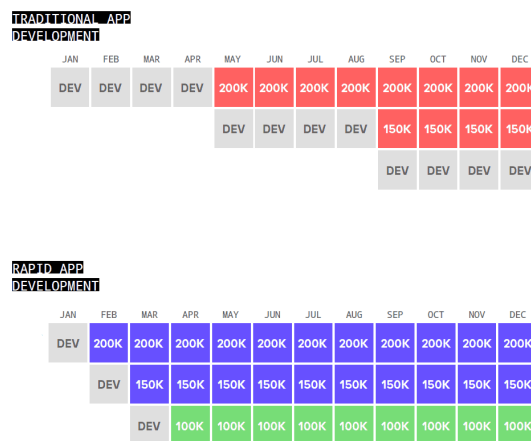 TRADITIONAL APP
DEVELOPMENT
JAN FEB MAR APR MAY JUN JUL AUG SEP OCT NOV DEC
DEV DEV DEV DEV 200K 200K 200K 200K 200K 200K 200K 200K
DEV DEV DEV DEV 150K 150K 150K 150K
DEV DEV DEV DEV
RAPID APP
DEVELOPMENT
JAN FEB MAR APR MAY JUN JUL AUG SEP OCT NOV DEC
DEV 200K 200K 200K 200K 200K 200K 200K 200K 200K 200K 200K
DEV 150K 150K 150K 150K 150K 150K 150K 150K 150K 150K
DEV 100K 100K 100K 100K 100K 100K 100K 100K 100K